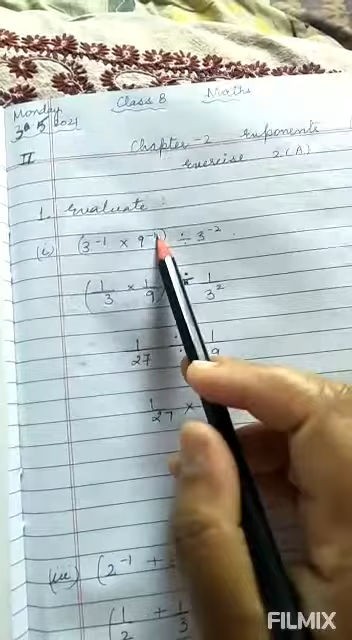 Monday Class 8 Maths
2021
II Chapter-2 Exponents
exercise 2(A)
1. Evaluate :
(i) (3⁻¹ × 9⁻¹) ÷ 3⁻²
(1/3 × 1/9) ÷ 1/3²
1/27 ÷ 1/9
1/27 ×
(iii) (2⁻¹ +
(1/2 + 1/3
FILMIX